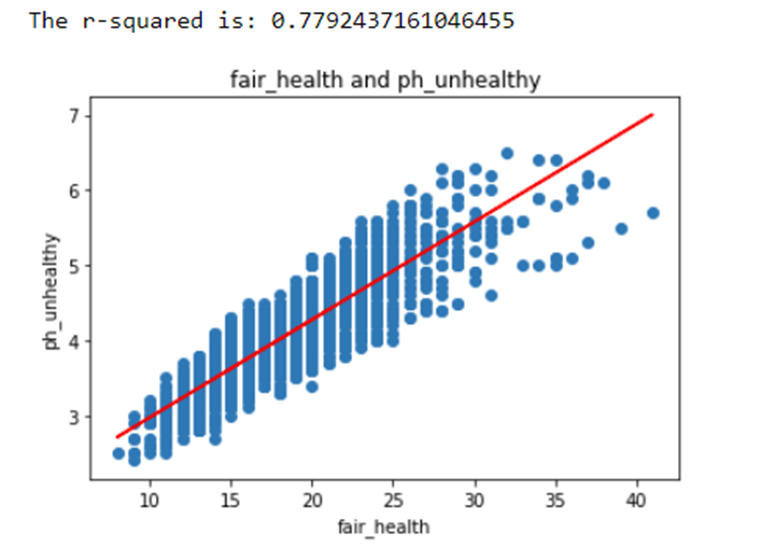 The r-squared is: 0.7792437161046455
fair_health and ph_unhealthy
7
6
5
4
3
ph_unhealthy
10 15 20 25 30 35 40
fair_health